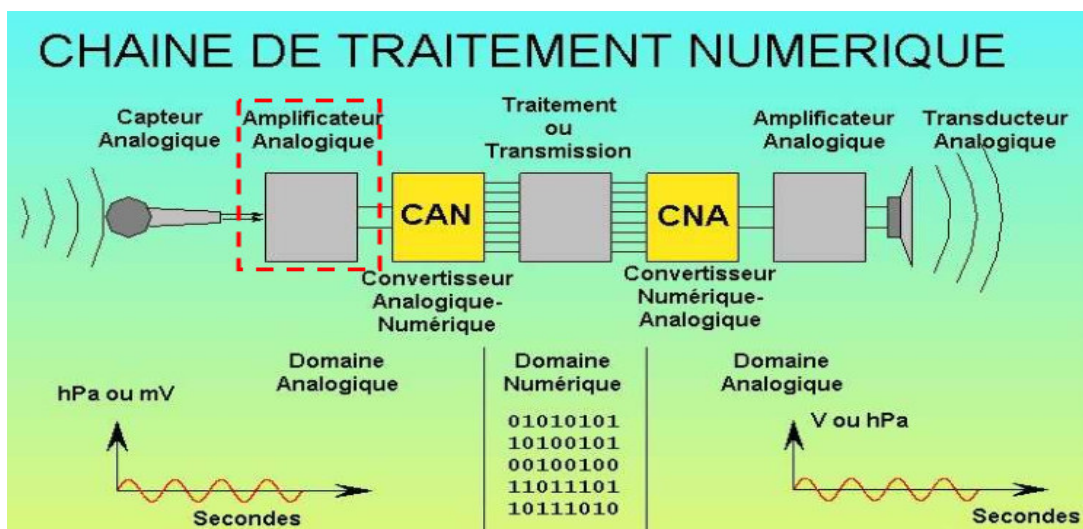 CHAINE DE TRAITEMENT NUMERIQUE
Capteur
Analogique
Amplificateur
Analogique
Traitement
ou
Transmission
Amplificateur
Analogique
Transducteur
Analogique
CAN
CNA
Convertisseur
Analogique-
Numérique
Convertisseur
Numérique-
Analogique
Domaine
Analogique
Domaine
Numérique
Domaine
Analogique
hPa ou mV
Secondes
01010101
10100101
00100100
11011101
10111010
V ou hPa
Secondes